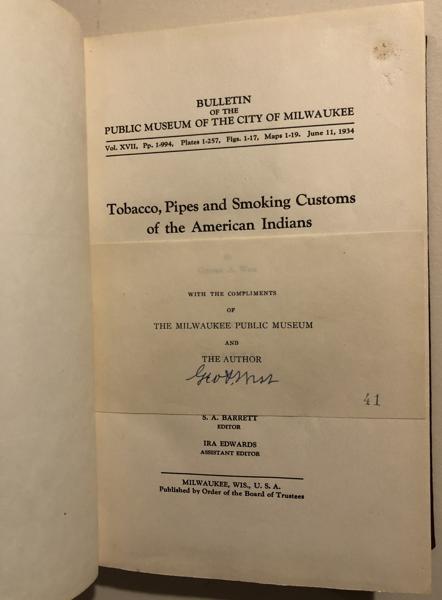 BULLETIN
OF THE
PUBLIC MUSEUM OF THE CITY OF MILWAUKEE
Vol. XVII, Pp. 1-994, Plates 1-257, Figs. 1-17, Maps 1-19. June 11, 1934
Tobacco, Pipes and Smoking Customs
of the American Indians
WITH THE COMPLIMENTS
OF
THE MILWAUKEE PUBLIC MUSEUM
AND
THE AUTHOR
Geo A. West
41
S. A. BARRETT
EDITOR
IRA EDWARDS
ASSISTANT EDITOR
MILWAUKEE, WIS., U. S. A.
Published by Order of the Board of Trustees